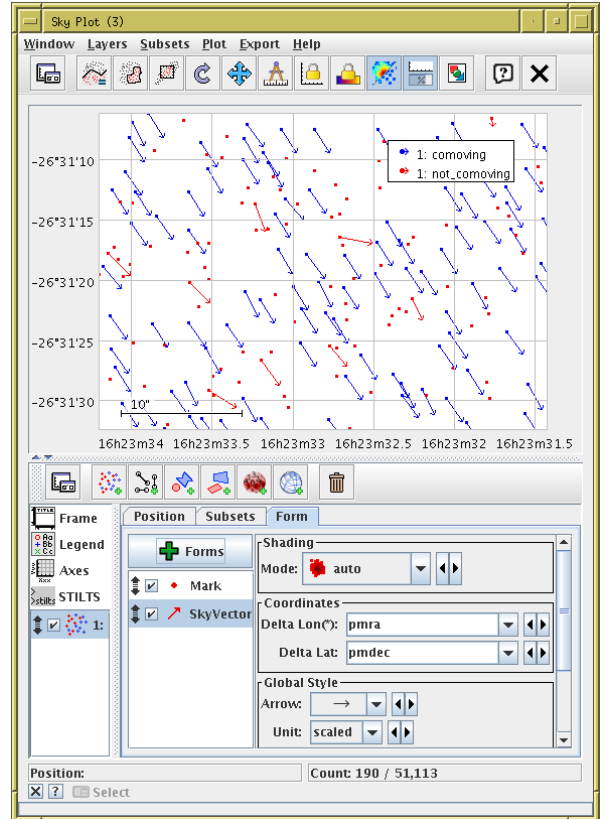 Sky Plot (3)
Window Layers Subsets Plot Export Help
1: comoving
1: not_comoving
-26°31'10
-26°31'15
-26°31'20
-26°31'25
-26°31'30
10"
16h23m34 16h23m33.5 16h23m33 16h23m32.5 16h23m32 16h23m31.5
Frame
Legend
Axes
STILTS
1:
Position Subsets Form
Forms
Mark
SkyVector
Shading
Mode: auto
Coordinates
Delta Lon(*): pmra
Delta Lat: pmdec
Global Style
Arrow: →
Unit: scaled
Position: Count: 190 / 51,113
Select